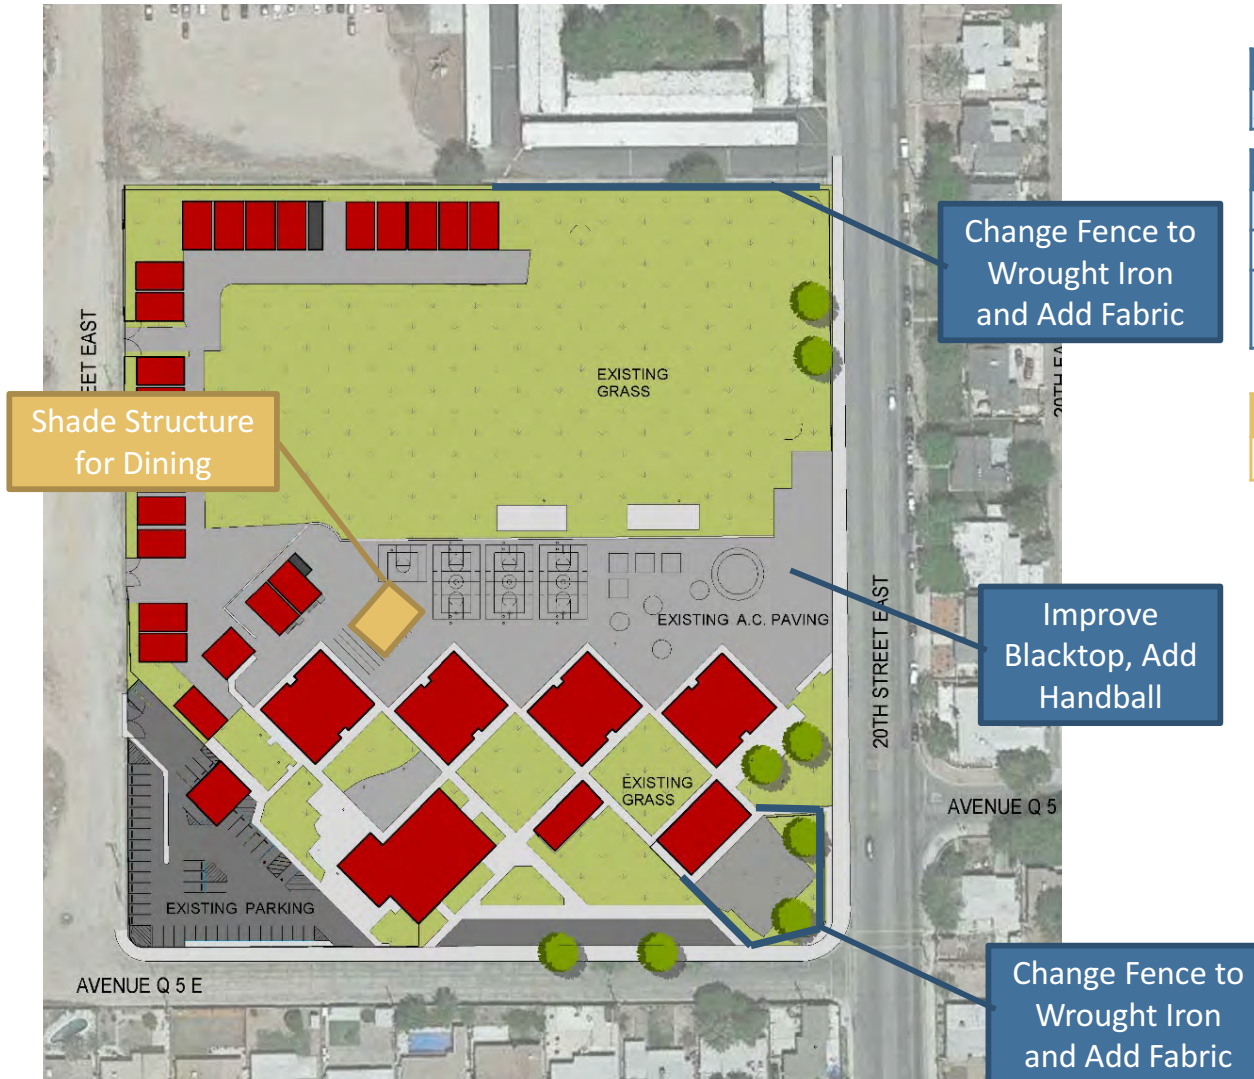 Change Fence to
Wrought Iron
and Add Fabric
EET EAST
EXISTING
GRASS
Shade Structure
for Dining
EXISTING A.C. PAVING
20TH STREET EAST
Improve
Blacktop, Add
Handball
EXISTING
GRASS
AVENUE Q 5
EXISTING PARKING
AVENUE Q 5 E
Change Fence to
Wrought Iron
and Add Fabric